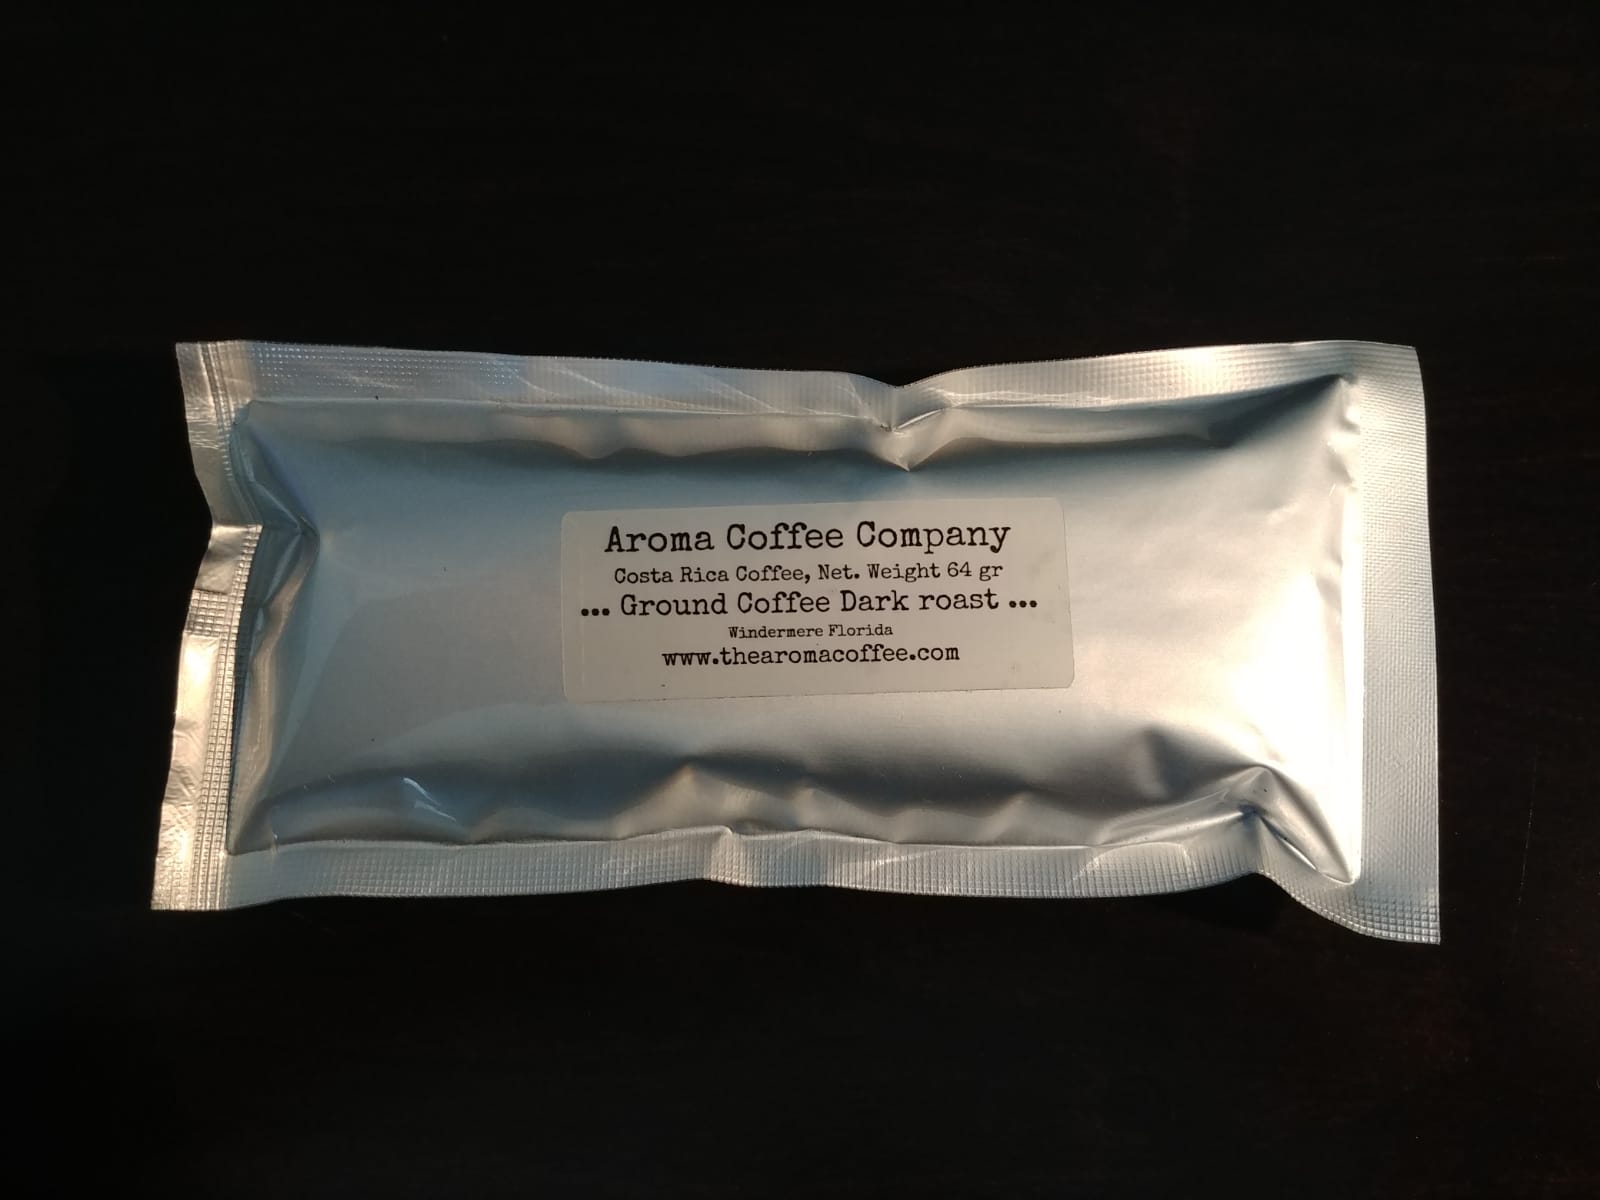 Aroma Coffee Company
Costa Rica Coffee, Net. Weight 64 gr
... Ground Coffee Dark roast ...
Windermere Florida
www.thearomacoffee.com